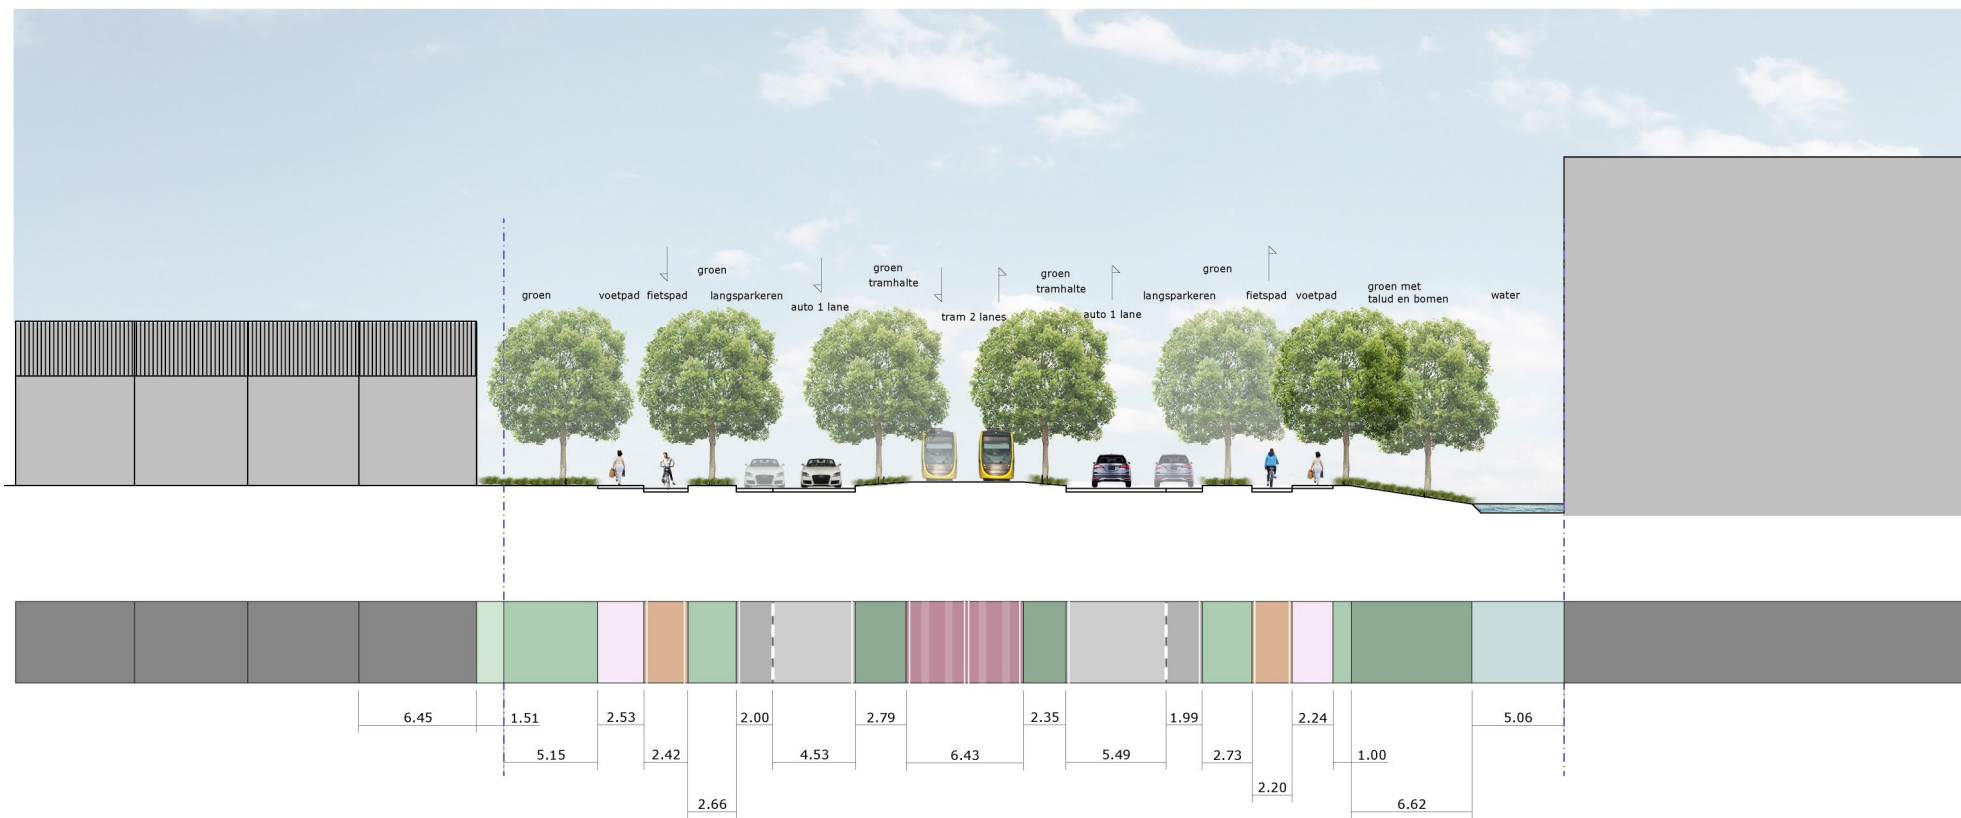 groen
voetpad
fietspad
groen
langsparkeren
auto 1 lane
groen
tramhalte
tram 2 lanes
groen
tramhalte
auto 1 lane
langsparkeren
groen
fietspad
voetpad
groen met
talud en bomen
water
6.45
1.51
5.15
2.53
2.42
2.66
2.00
4.53
2.79
6.43
2.35
5.49
1.99
2.73
2.20
2.24
1.00
6.62
5.06